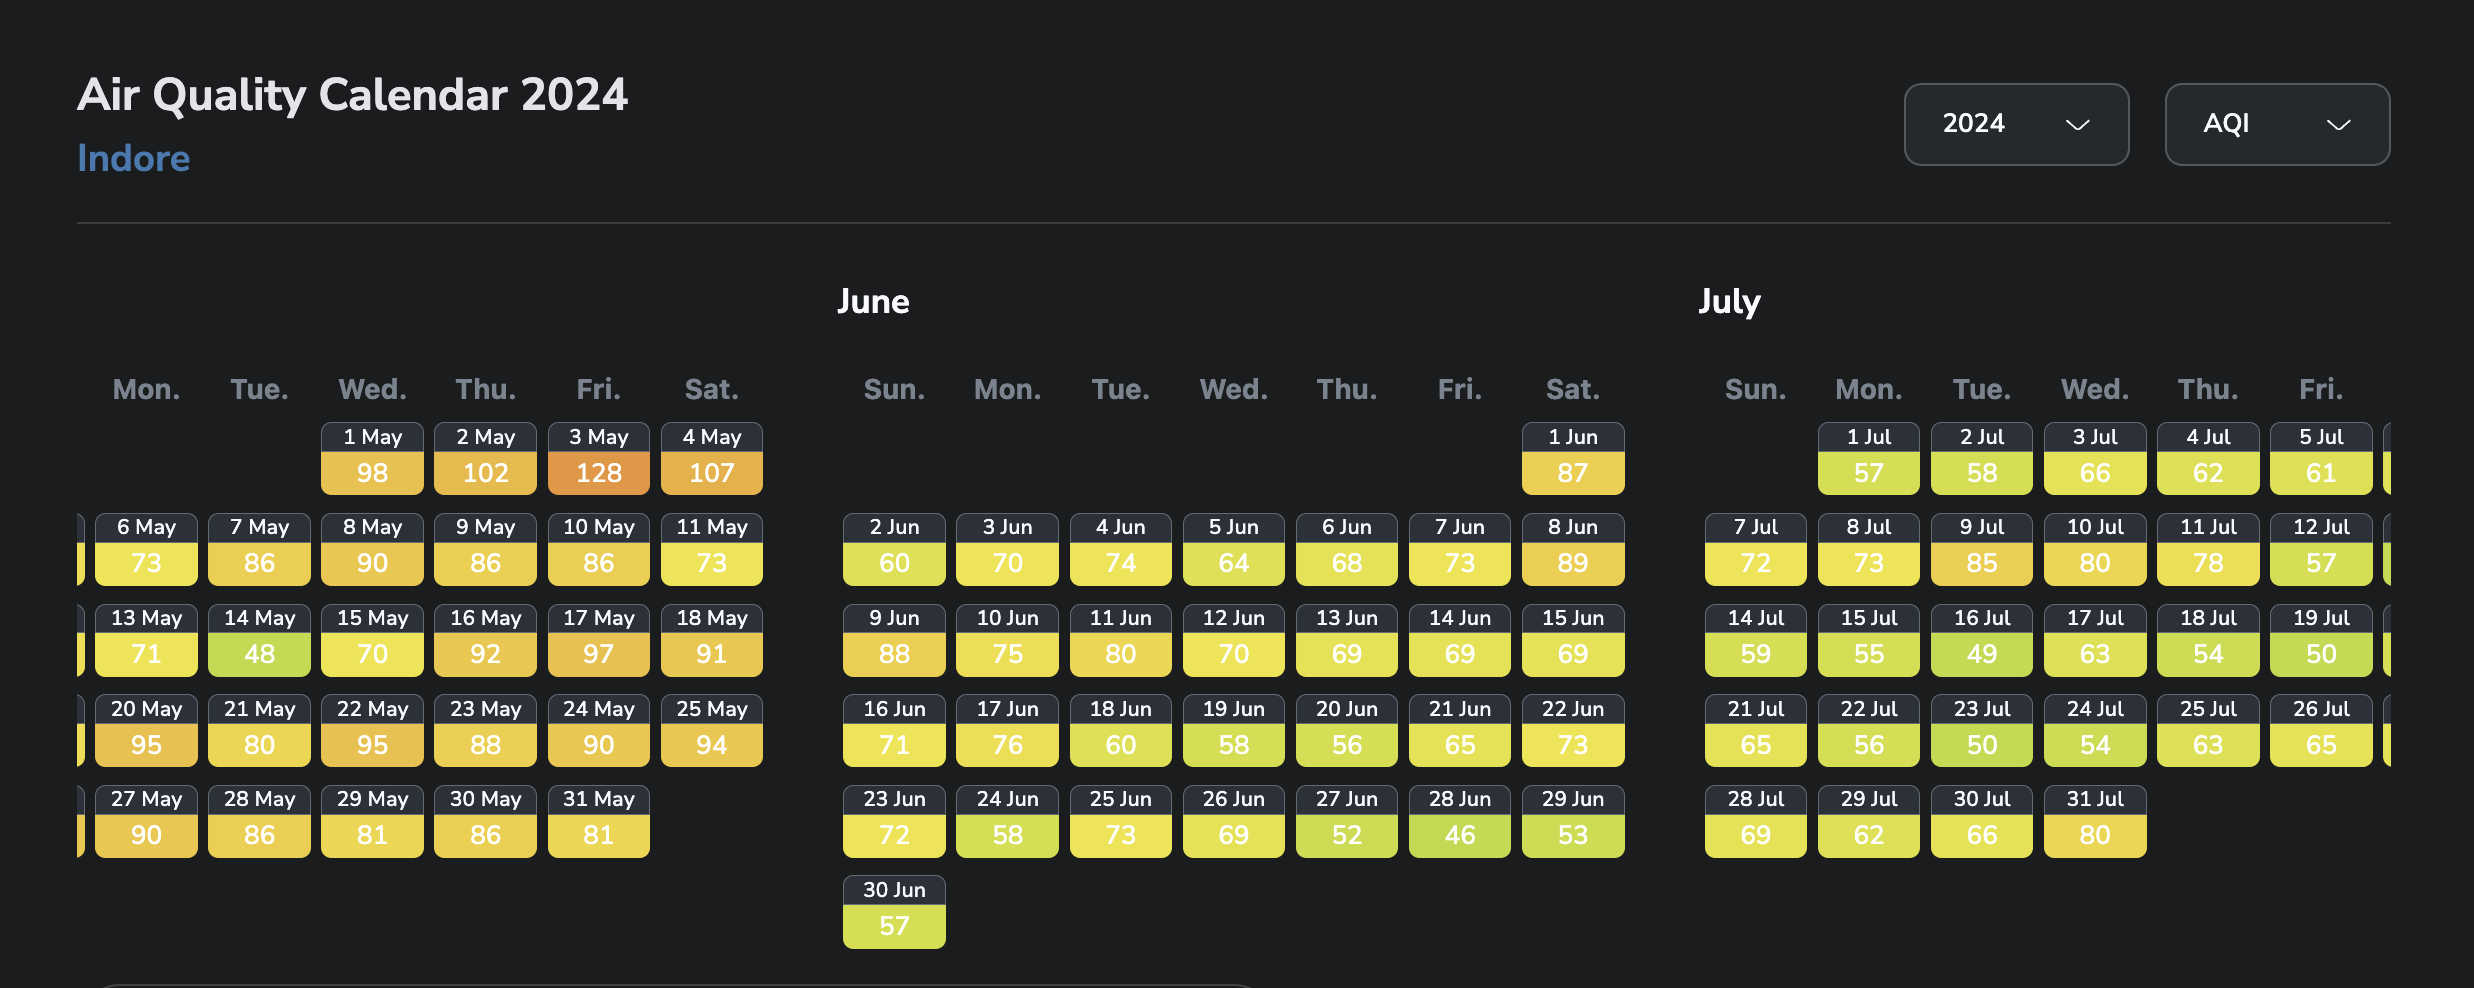 Air Quality Calendar 2024
Indore
2024
AQI
June
July
Mon. Tue. Wed. Thu. Fri. Sat.
1 May 2 May 3 May 4 May
98 102 128 107
6 May 7 May 8 May 9 May 10 May 11 May
73 86 90 86 86 73
13 May 14 May 15 May 16 May 17 May 18 May
71 48 70 92 97 91
20 May 21 May 22 May 23 May 24 May 25 May
95 80 95 88 90 94
27 May 28 May 29 May 30 May 31 May
90 86 81 86 81
Sun. Mon. Tue. Wed. Thu. Fri. Sat.
1 Jun
87
2 Jun 3 Jun 4 Jun 5 Jun 6 Jun 7 Jun 8 Jun
60 70 74 64 68 73 89
9 Jun 10 Jun 11 Jun 12 Jun 13 Jun 14 Jun 15 Jun
88 75 80 70 69 69 69
16 Jun 17 Jun 18 Jun 19 Jun 20 Jun 21 Jun 22 Jun
71 76 60 58 56 65 73
23 Jun 24 Jun 25 Jun 26 Jun 27 Jun 28 Jun 29 Jun
72 58 73 69 52 46 53
30 Jun
57
Sun. Mon. Tue. Wed. Thu. Fri.
1 Jul 2 Jul 3 Jul 4 Jul 5 Jul
57 58 66 62 61
7 Jul 8 Jul 9 Jul 10 Jul 11 Jul 12 Jul
72 73 85 80 78 57
14 Jul 15 Jul 16 Jul 17 Jul 18 Jul 19 Jul
59 55 49 63 54 50
21 Jul 22 Jul 23 Jul 24 Jul 25 Jul 26 Jul
65 56 50 54 63 65
28 Jul 29 Jul 30 Jul 31 Jul
69 62 66 80